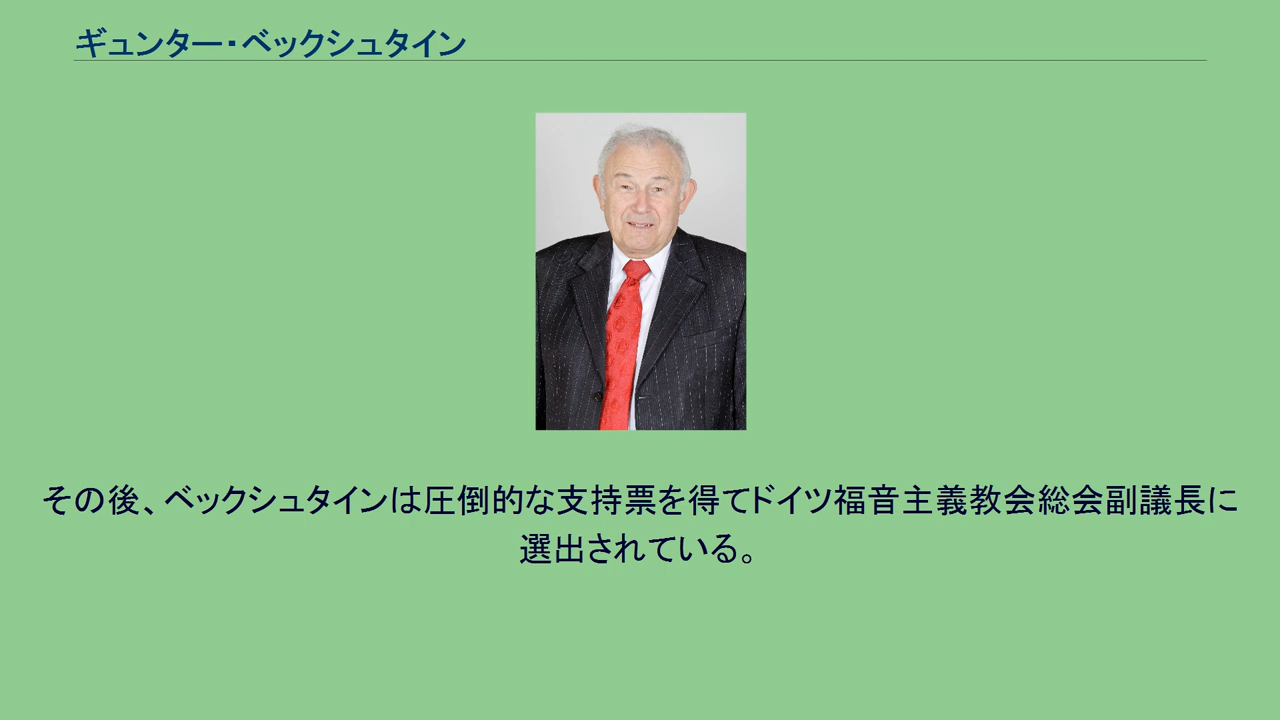 ギュンター・ベックシュタイン
その後、ベックシュタインは圧倒的な支持票を得てドイツ福音主義教会総会副議長に
選出されている。